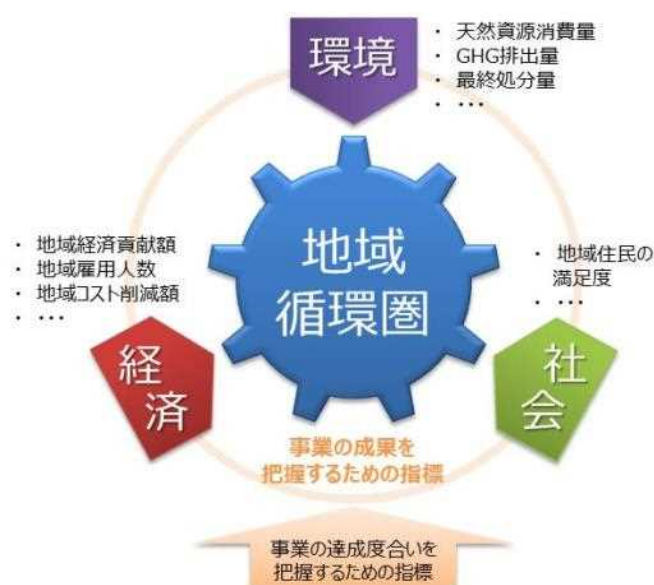 環境
・ 天然資源消費量
・ GHG排出量
・ 最終処分量
・ ･･･
地域
循環圏
・ 地域経済貢献額
・ 地域雇用人数
・ 地域コスト削減額
・ ･･･
・ 地域住民の
満足度
・ ･･･
経
済
社
会
事業の成果を
把握するための指標
事業の達成度合いを
把握するための指標